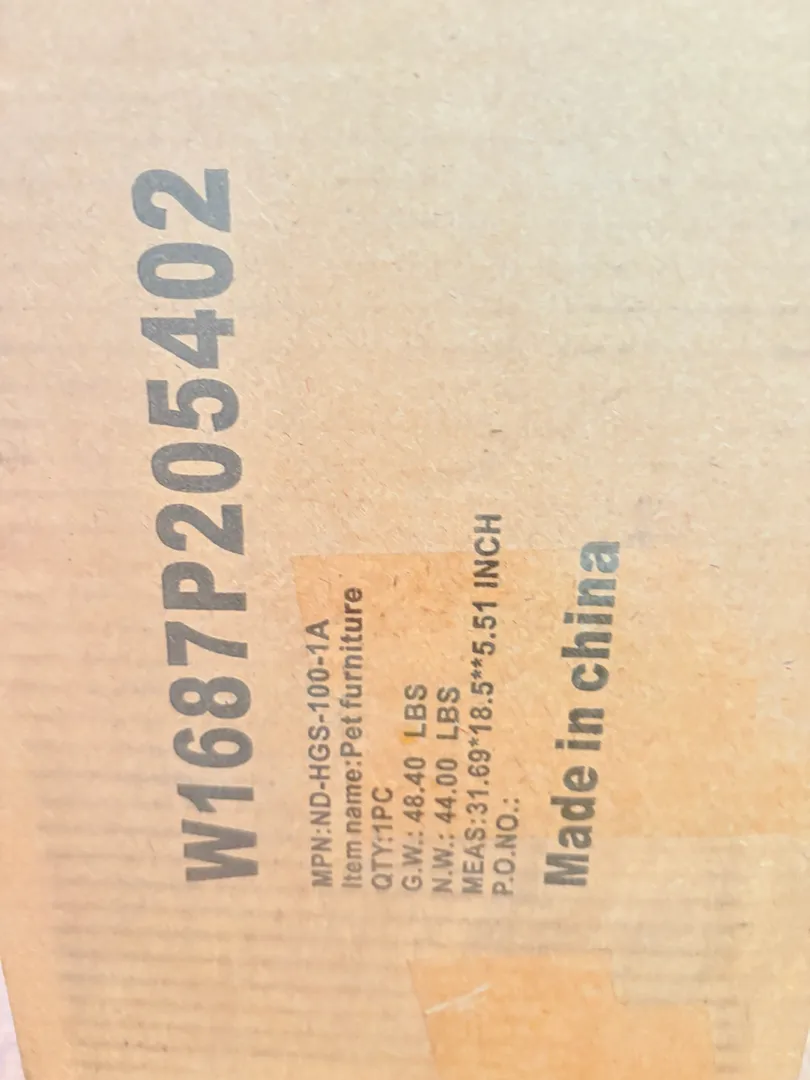 W1687P205402
MPN:ND-HGS-100-1A
Item name:Pet furniture
QTY:1PC
G.W.: 48.40 LBS
N.W.: 44.00 LBS
MEAS:31.69*18.5**5.51 INCH
P.O.NO.:
Made in china